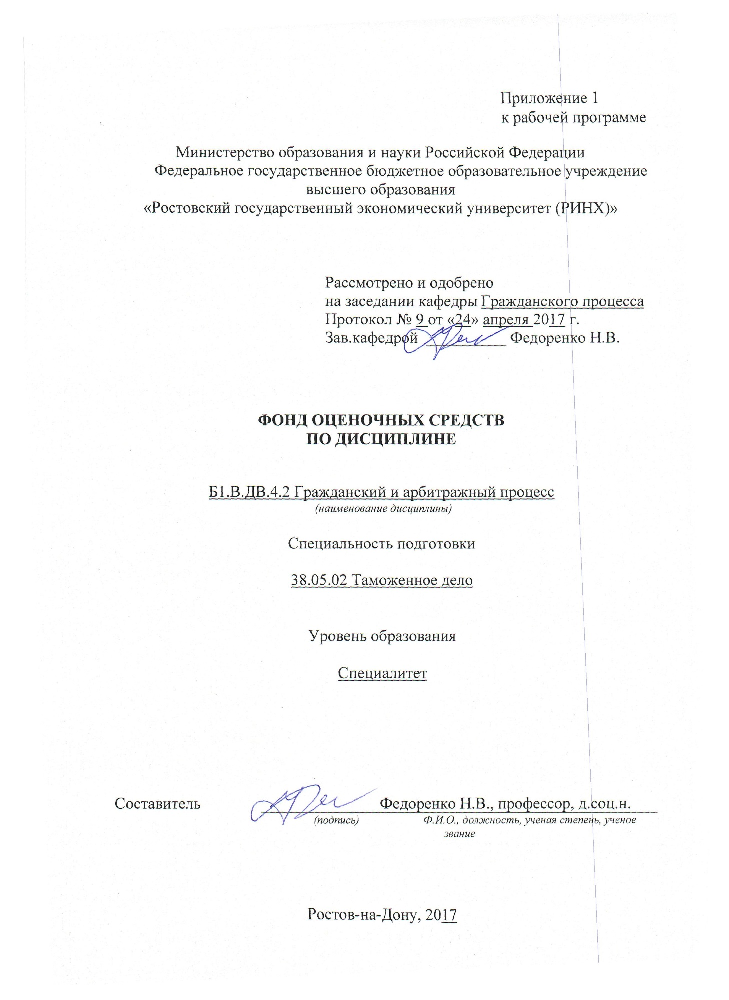 Приложение 1
к рабочей программе
Министерство образования и науки Российской Федерации
Федеральное государственное бюджетное образовательное учреждение
высшего образования
«Ростовский государственный экономический университет (РИНХ)»
Рассмотрено и одобрено
на заседании кафедры Гражданского процесса
Протокол № 9 от «24» апреля 2017 г.
Зав.кафедрой __________ Федоренко Н.В.
ФОНД ОЦЕНОЧНЫХ СРЕДСТВ
ПО ДИСЦИПЛИНЕ
Б1.В.ДВ.4.2 Гражданский и арбитражный процесс
(наименование дисциплины)
Специальность подготовки
38.05.02 Таможенное дело
Уровень образования
Специалитет
Составитель ______________ Федоренко Н.В., профессор, д.соц.н.
(подпись) Ф.И.О., должность, ученая степень, ученое
звание
Ростов-на-Дону, 2017